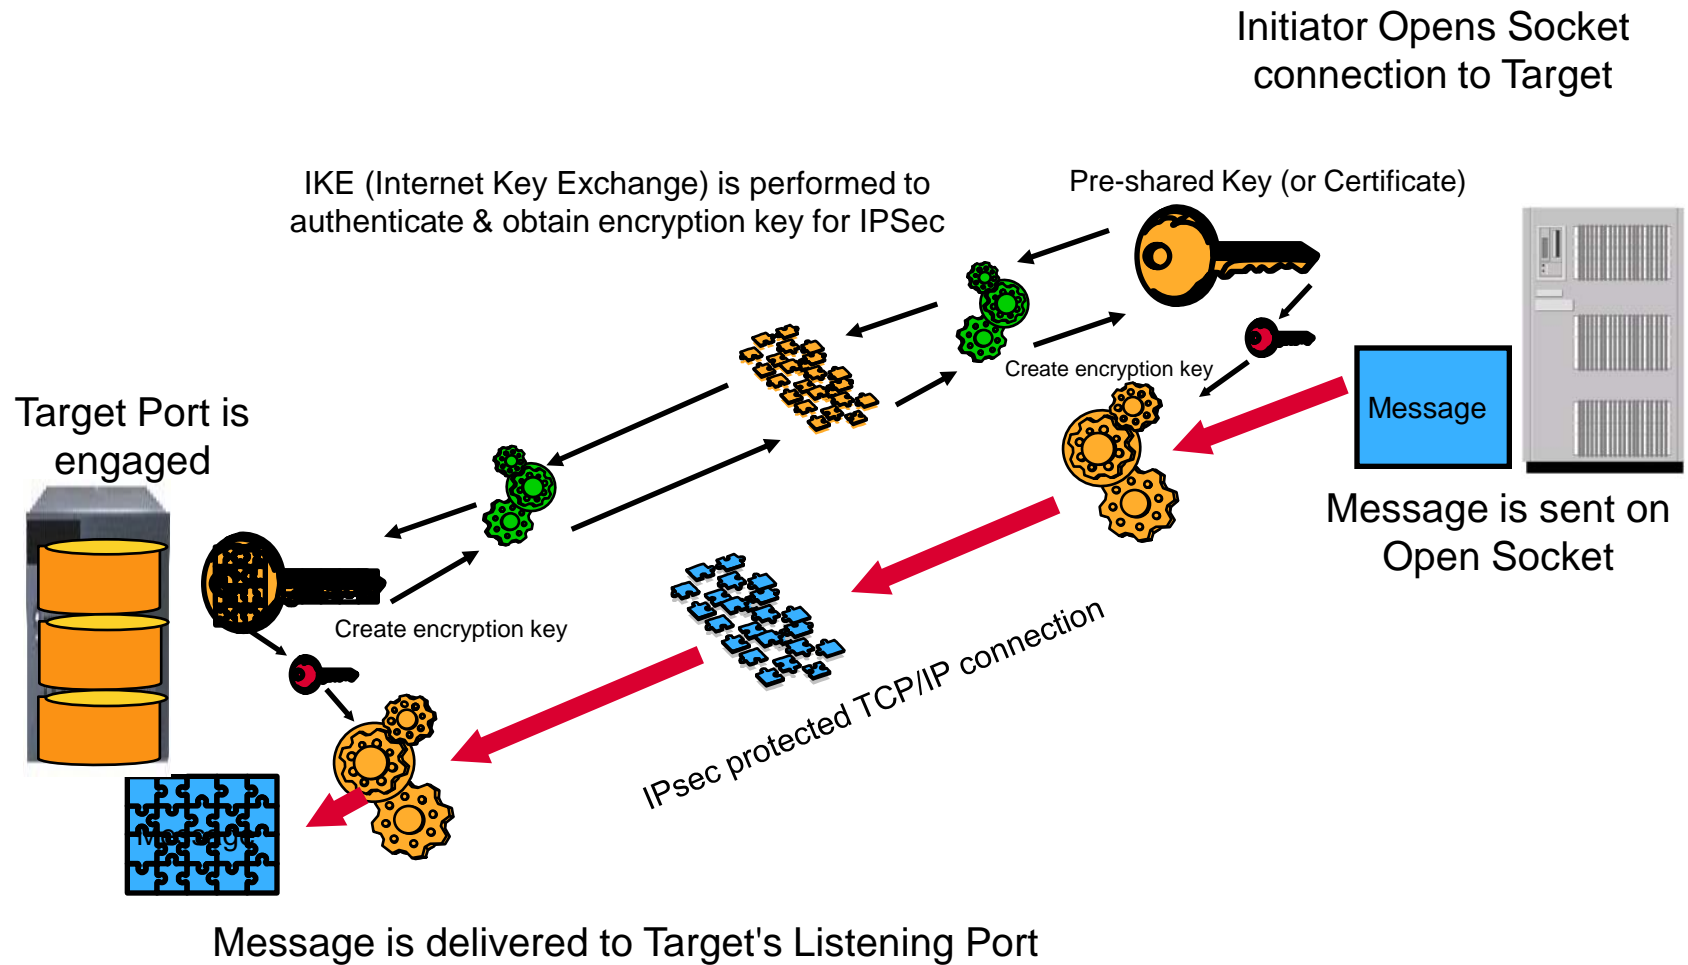 Initiator Opens Socket
connection to Target
IKE (Internet Key Exchange) is performed to
authenticate & obtain encryption key for IPSec
Pre-shared Key (or Certificate)
Create encryption key
Message
Target Port is
engaged
Message is sent on
Open Socket
Create encryption key
IPsec protected TCP/IP connection
Message
Message is delivered to Target's Listening Port